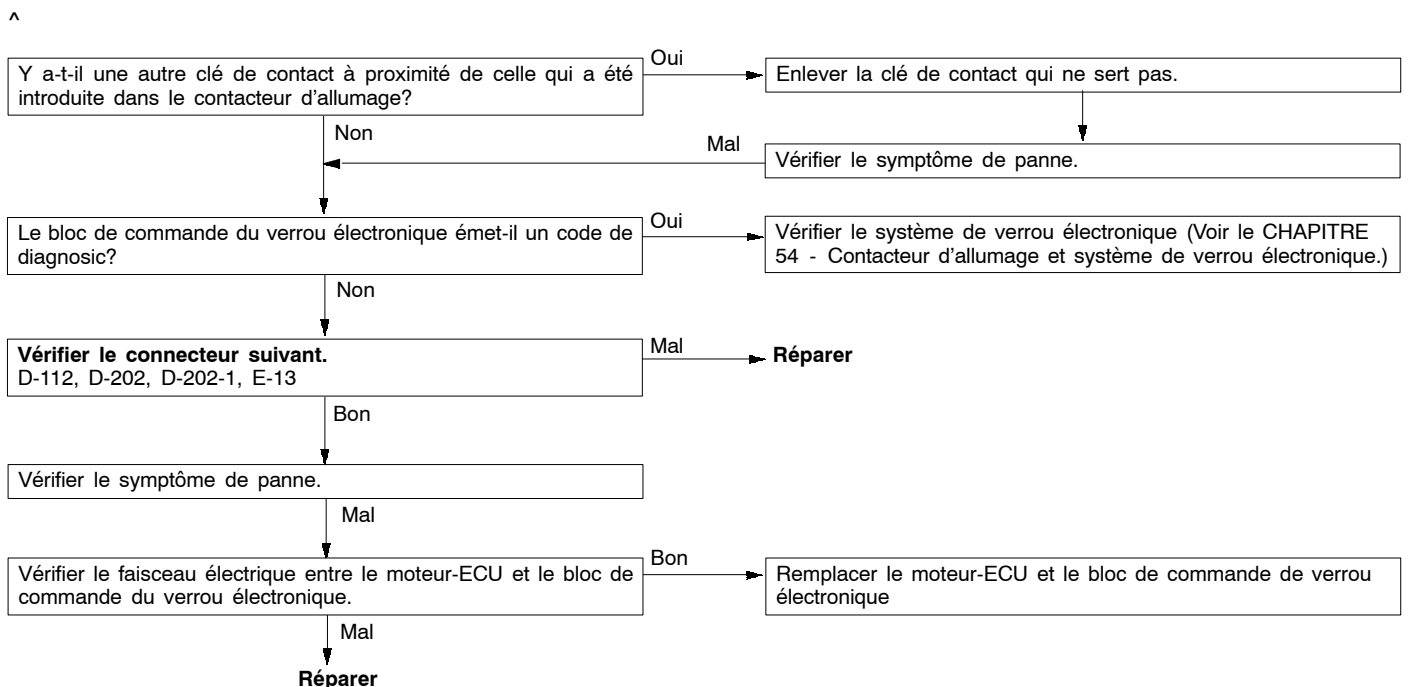 ^
Y a-t-il une autre clé de contact à proximité de celle qui a été
introduite dans le contacteur d'allumage?
Oui
Enlever la clé de contact qui ne sert pas.
Non
Mal
Vérifier le symptôme de panne.
Le bloc de commande du verrou électronique émet-il un code de
diagnosic?
Oui
Vérifier le système de verrou électronique (Voir le CHAPITRE
54 - Contacteur d'allumage et système de verrou électronique.)
Non
Vérifier le connecteur suivant.
D-112, D-202, D-202-1, E-13
Mal
Réparer
Bon
Vérifier le symptôme de panne.
Mal
Vérifier le faisceau électrique entre le moteur-ECU et le bloc de
commande du verrou électronique.
Bon
Remplacer le moteur-ECU et le bloc de commande de verrou
électronique
Mal
Réparer